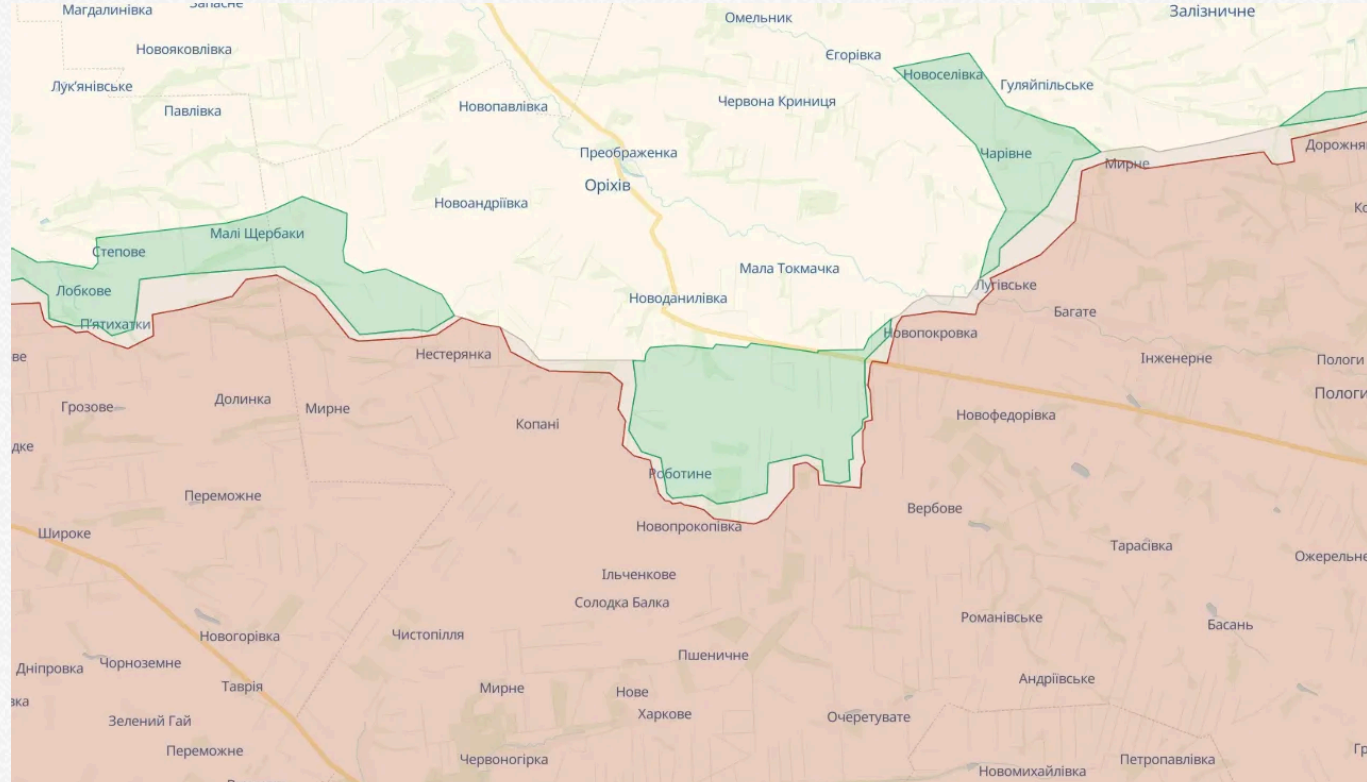 Магдалинівка
Запасне
Омельник
Залізничне
Новояковлівка
Єгорівка
Лук'янівське
Новоселівка
Гуляйпільське
Павлівка
Новопавлівка
Червона Криниця
Преображенка
Чарівне
Дорожня
Мирне
Оріхів
Новоандріївка
Малі Щербаки
Степове
Мала Токмачка
Лобкове
Новоданилівка
Лугівське
Багате
П'ятихатки
Новопокровка
Нестерянка
Інженерне
Пологи
Пологи
Грозове
Долинка
Мирне
Копані
Новофедорівка
Роботине
Переможне
Вербове
Широке
Новопрокопівка
Тарасівка
Ожерельне
Ільченкове
Солодка Балка
Романівське
Басань
Новогорівка
Чистопілля
Дніпровка
Чорноземне
Пшеничне
Таврія
Мирне
Нове
Андріївське
Зелений Гай
Харкове
Очеретувате
Переможне
Червоногірка
Новомихайлівка
Петропавлівка